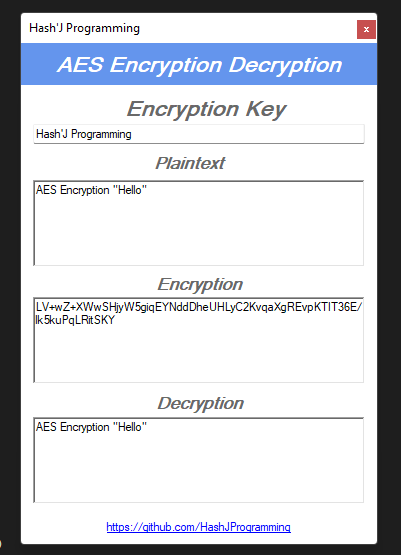 Hash'J Programming
AES Encryption Decryption
Encryption Key
Hash'J Programming
Plaintext
AES Encryption "Hello"
Encryption
LV+wZ+XWwSHjyW5giqEYNddDheUHLyC2KvqaXgREvpKTIT36E/
Ik5kuPqLRitSKY
Decryption
AES Encryption "Hello"
https://github.com/HashJProgramming